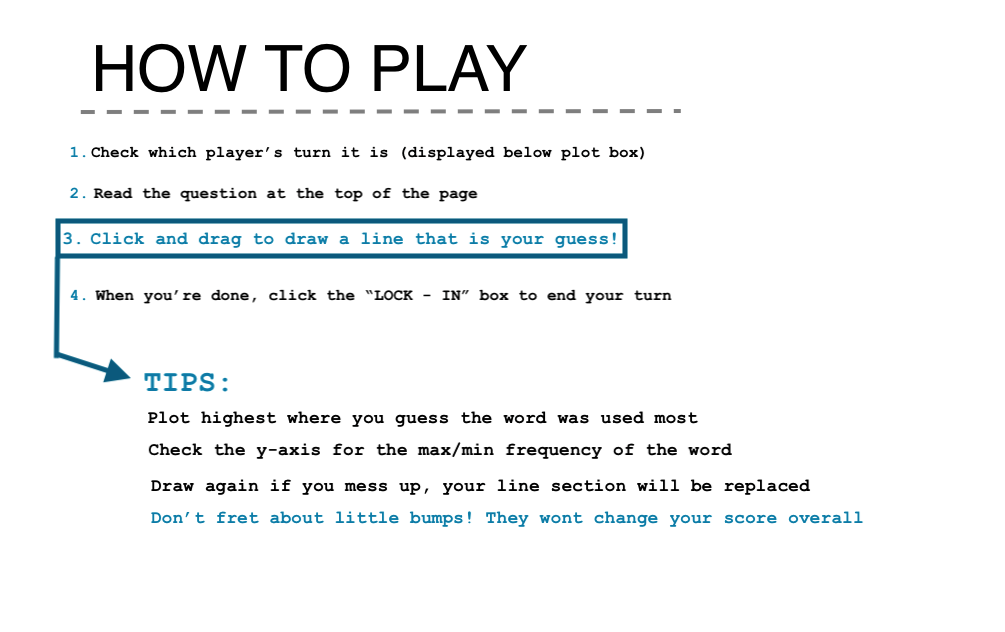 HOW TO PLAY
1. Check which player’s turn it is (displayed below plot box)
2. Read the question at the top of the page
3. Click and drag to draw a line that is your guess!
4. When you’re done, click the “LOCK - IN” box to end your turn
TIPS:
Plot highest where you guess the word was used most
Check the y-axis for the max/min frequency of the word
Draw again if you mess up, your line section will be replaced
Don’t fret about little bumps! They wont change your score overall